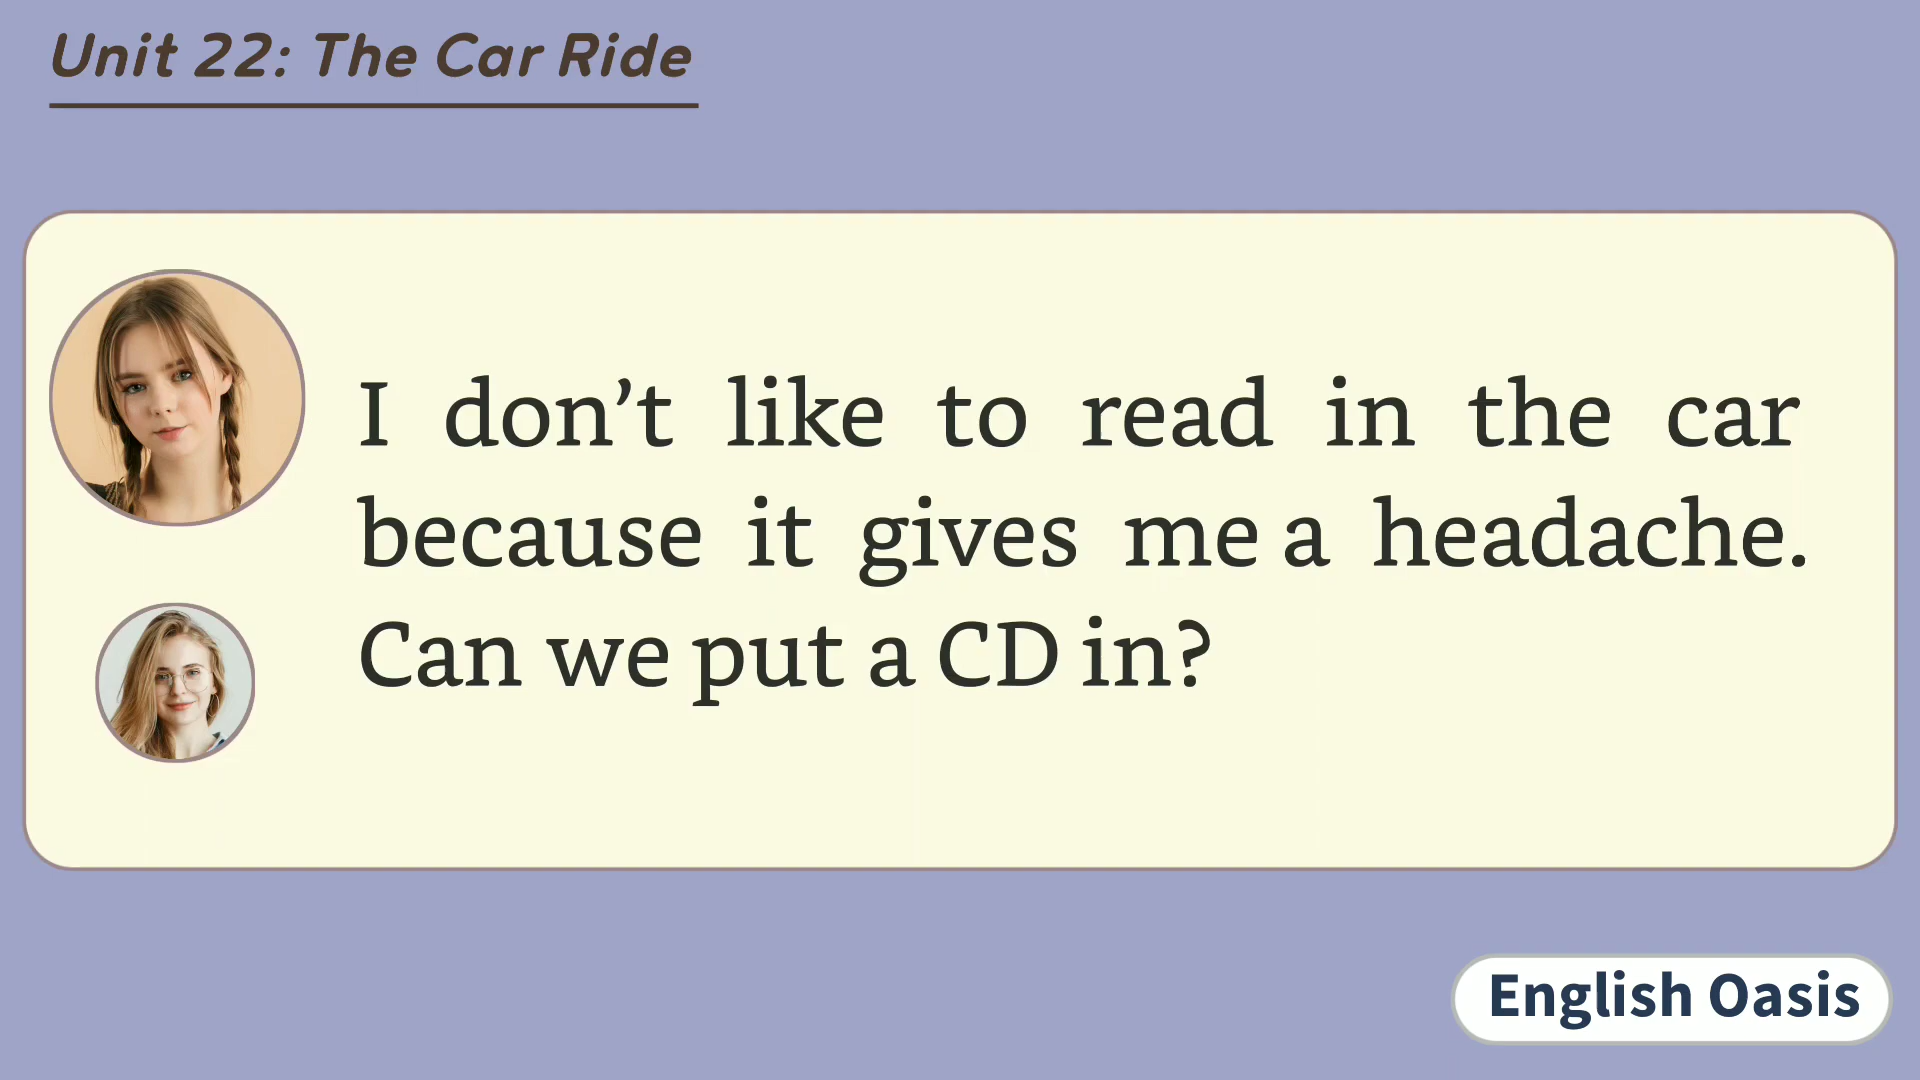 Unit 22: The Car Ride
I don’t like to read in the car
because it gives me a headache.
Can we put a CD in?
English Oasis